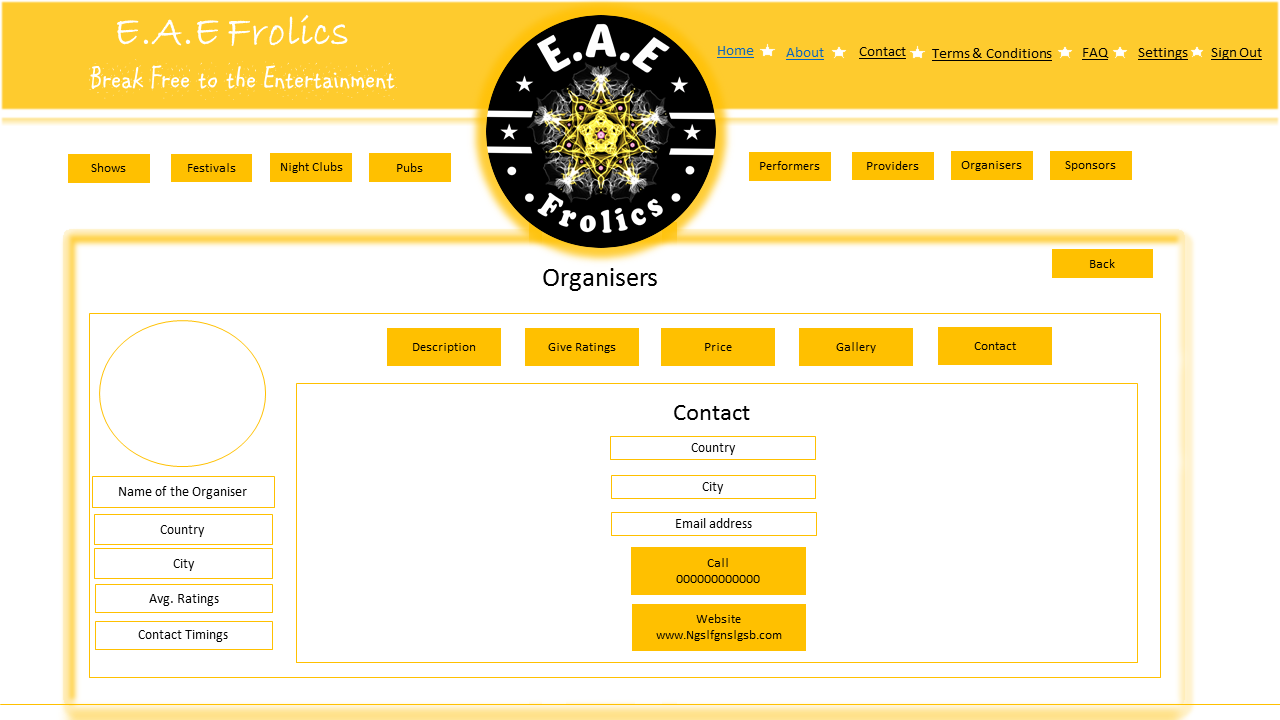 E.A.E Frolics
Break Free to the Entertainment
E.A.E
Frolics
Home
About
Contact
Terms & Conditions
FAQ
Settings
Sign Out
Shows
Festivals
Night Clubs
Pubs
Performers
Providers
Organisers
Sponsors
Back
Organisers
Description
Give Ratings
Price
Gallery
Contact
Name of the Organiser
Country
City
Avg. Ratings
Contact Timings
Contact
Country
City
Email address
Call
000000000000
Website
www.Ngslfgnslgsb.com